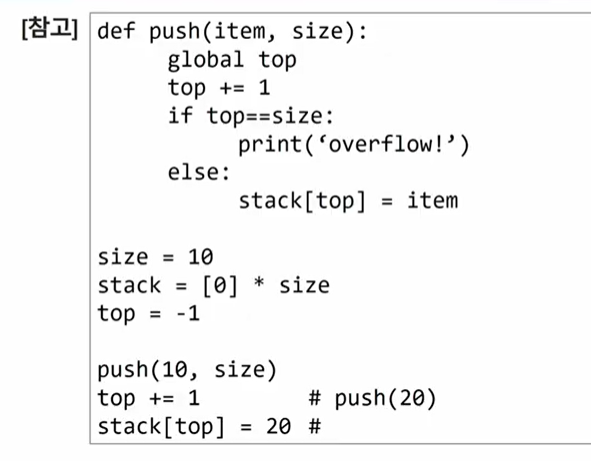 [참고]
def push(item, size):
      global top
      top += 1
      if top==size:
            print(‘overflow!’)
      else:
            stack[top] = item

size = 10
stack = [0] * size
top = -1

push(10, size)
top += 1          # push(20)
stack[top] = 20 #